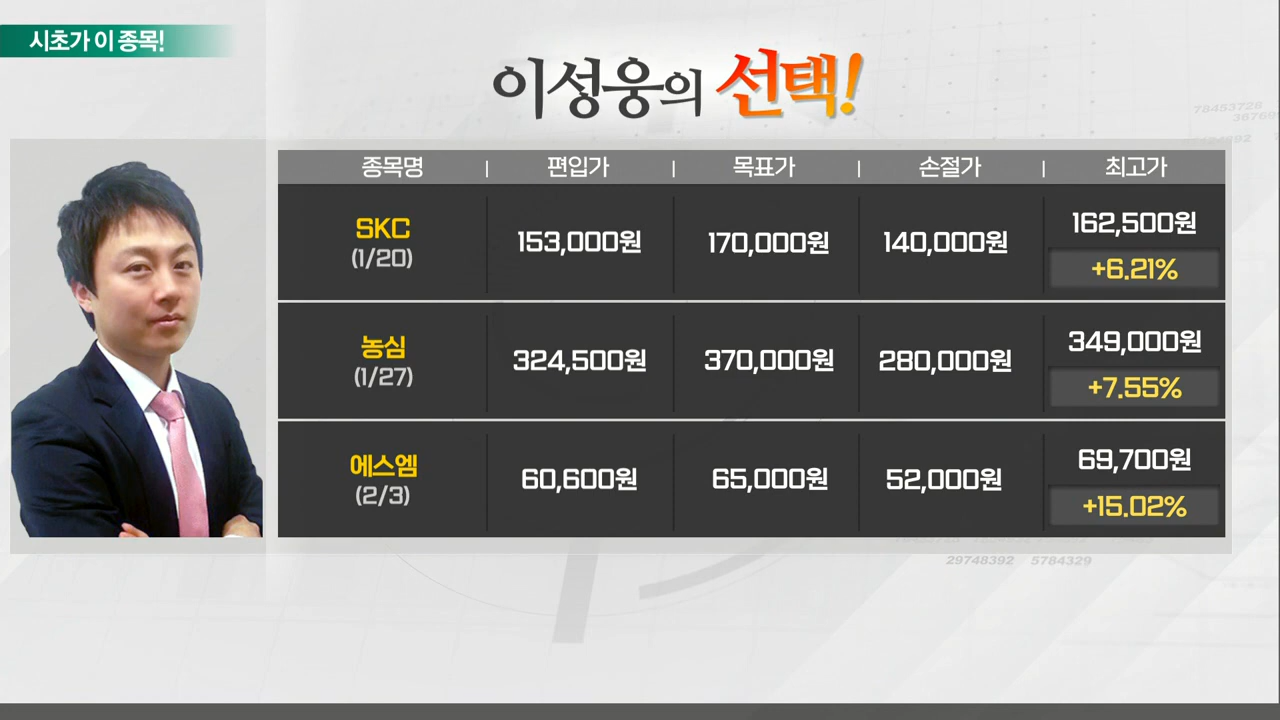 시초가 이 종목!
이성웅의 선택!
종목명 | 편입가 | 목표가 | 손절가 | 최고가
SKC 153,000원 170,000원 140,000원 162,500원
(1/20) +6.21%
농심 324,500원 370,000원 280,000원 349,000원
(1/27) +7.55%
에스엠 60,600원 65,000원 52,000원 69,700원
(2/3) +15.02%
78453728
29748392 5784329